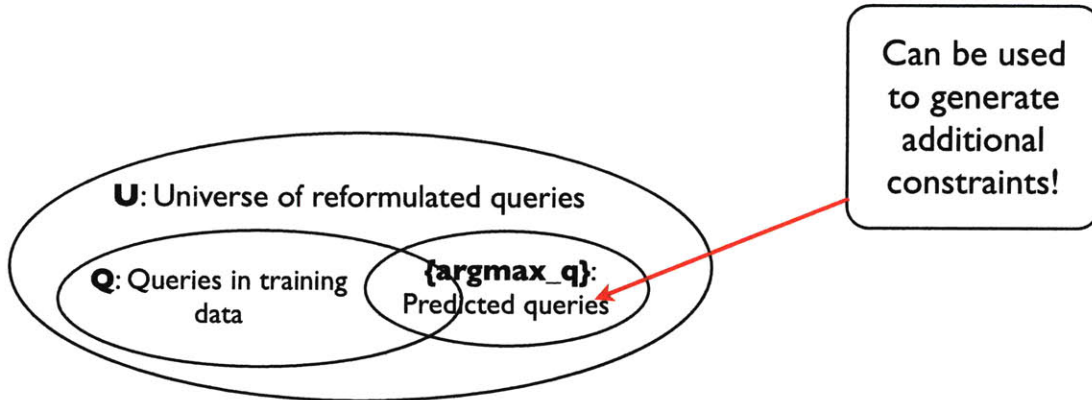 Can be used
to generate
additional
constraints!
U: Universe of reformulated queries
Q: Queries in training
data
{argmax_q}:
Predicted queries